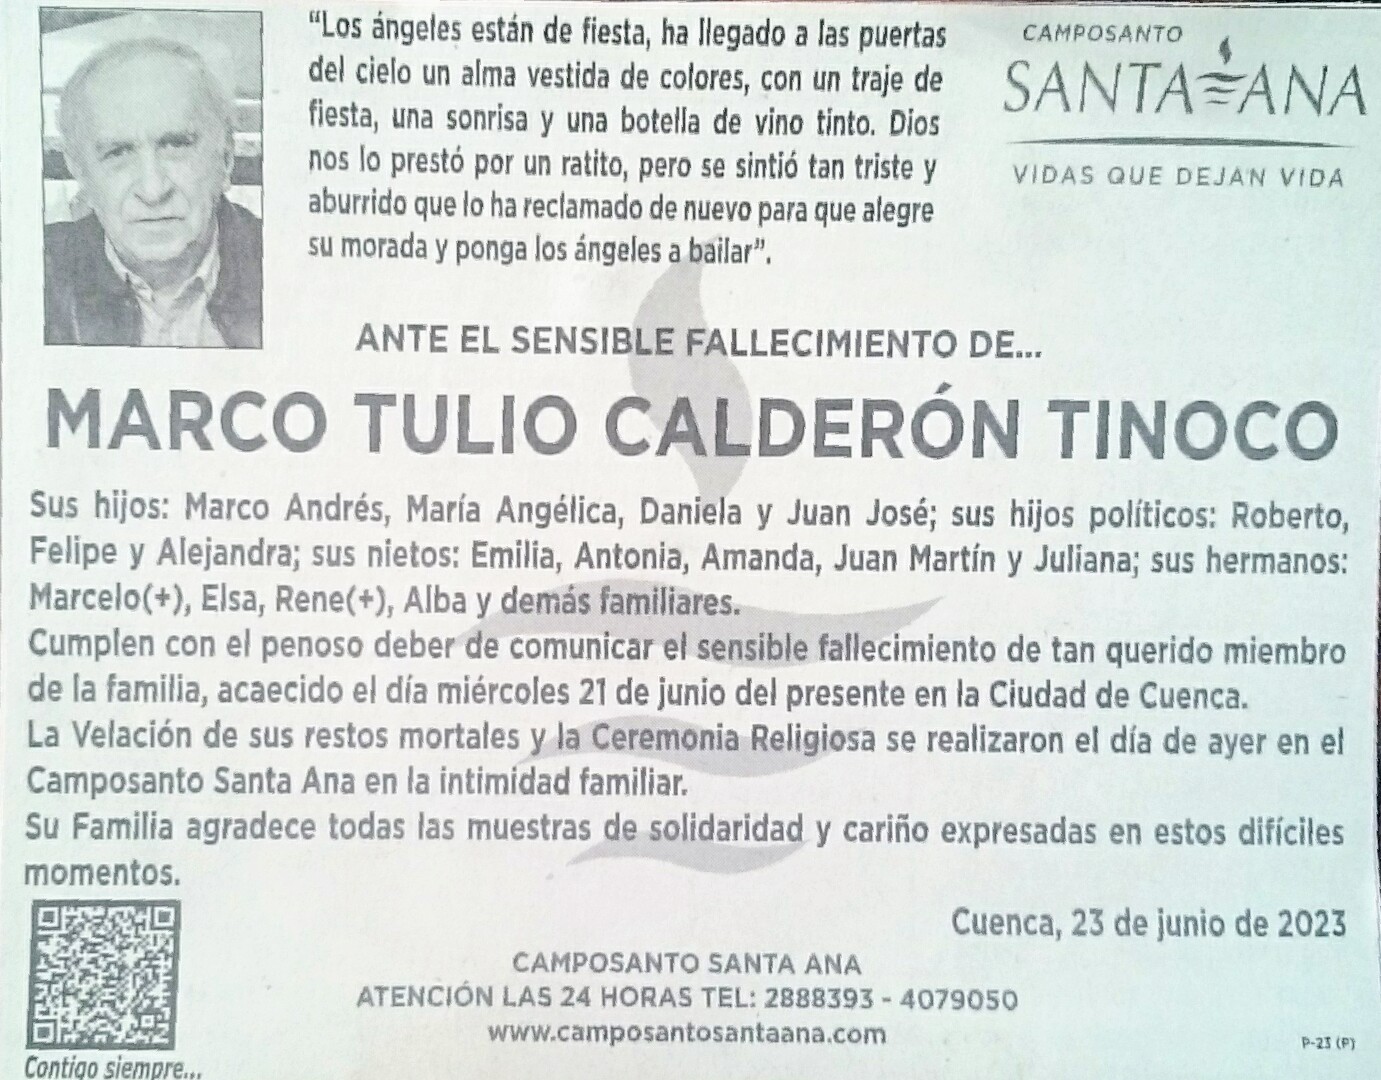 “Los ángeles están de fiesta, ha llegado a las puertas
del cielo un alma vestida de colores, con un traje de
fiesta, una sonrisa y una botella de vino tinto. Dios
nos lo prestó por un ratito, pero se sintió tan triste y
aburrido que lo ha reclamado de nuevo para que alegre
su morada y ponga los ángeles a bailar”.
CAMPOSANTO
SANTA ANA
VIDAS QUE DEJAN VIDA
ANTE EL SENSIBLE FALLECIMIENTO DE...
MARCO TULIO CALDERÓN TINOCO
Sus hijos: Marco Andrés, María Angélica, Daniela y Juan José; sus hijos políticos: Roberto,
Felipe y Alejandra; sus nietos: Emilia, Antonia, Amanda, Juan Martín y Juliana; sus hermanos:
Marcelo(+), Elsa, Rene(+), Alba y demás familiares.
Cumplen con el penoso deber de comunicar el sensible fallecimiento de tan querido miembro
de la familia, acaecido el día miércoles 21 de junio del presente en la Ciudad de Cuenca.
La Velación de sus restos mortales y la Ceremonia Religiosa se realizaron el día de ayer en el
Camposanto Santa Ana en la intimidad familiar.
Su Familia agradece todas las muestras de solidaridad y cariño expresadas en estos difíciles
momentos.
Cuenca, 23 de junio de 2023
CAMPOSANTO SANTA ANA
ATENCIÓN LAS 24 HORAS TEL: 2888393 - 4079050
www.camposantosantaana.com
P-23 (P)
Contigo siempre...